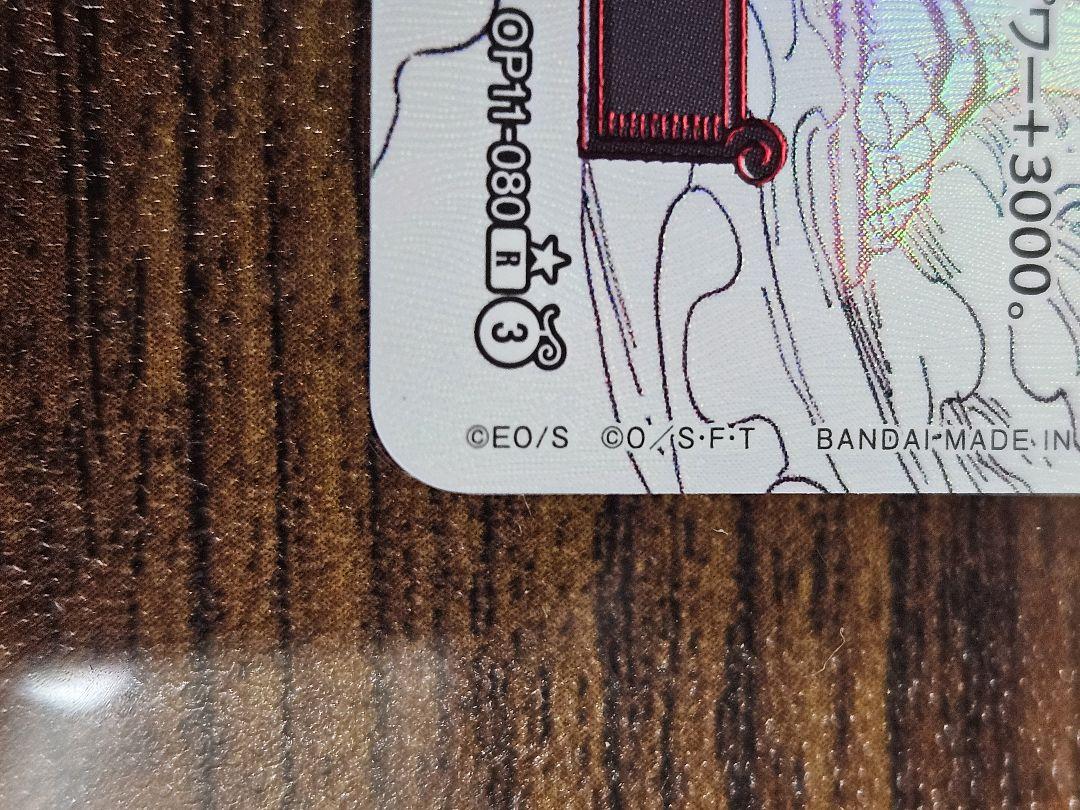 ワー+3000。
OP11-080 R 3
©EO/S ©O/S・F・T BANDAI・MADE IN